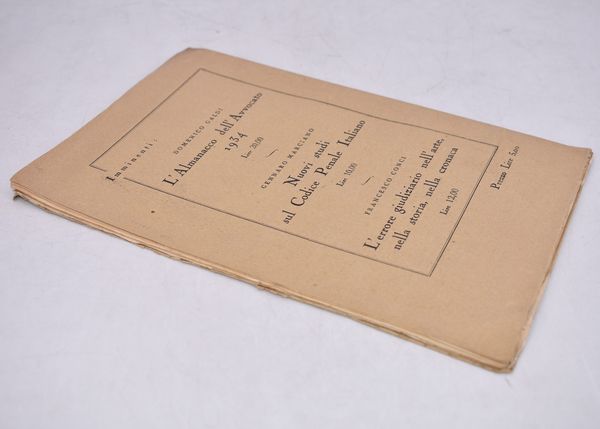 Imminenti:
DOMENICO GALDI
L'Almanacco dell'Avvocato
1934
Lire 20,00
GENNARO MARCIANO
Nuovi studi
sul Codice Penale Italiano
Lire 10,00
FRANCESCO CONCI
L'errore giudiziario nell'arte,
nella storia, nella cronaca
Lire 12,00
Prezzo Lire